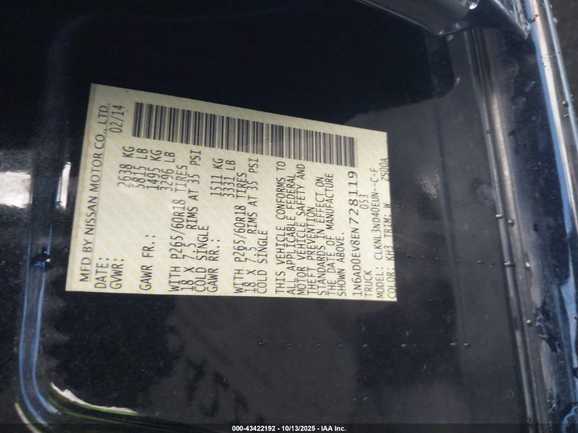 MFD BY NISSAN MOTOR CO., LTD.
DATE: 02/14
GVWR: 2638 KG
5815 LB
GAWR FR.: 1495 KG
3296 LB
WITH P265/60R18 TIRES
18 X 7.5 RIMS AT 35 PSI
COLD SINGLE
GAWR RR.: 1511 KG
3331 LB
WITH P265/60R18 TIRES
18 X 7.5 RIMS AT 35 PSI
COLD SINGLE
THIS VEHICLE CONFORMS TO
ALL APPLICABLE FEDERAL
MOTOR VEHICLE SAFETY AND
THEFT PREVENTION
STANDARDS IN EFFECT ON
THE DATE OF MANUFACTURE
SHOWN ABOVE.
1N6AD0EV8EN728119
TRUCK
MODEL: CLKNL3ND40EUN--C-F
COLOR: KH3 TRIM: W
000-43422192 - 10/13/2025 - IAA Inc.